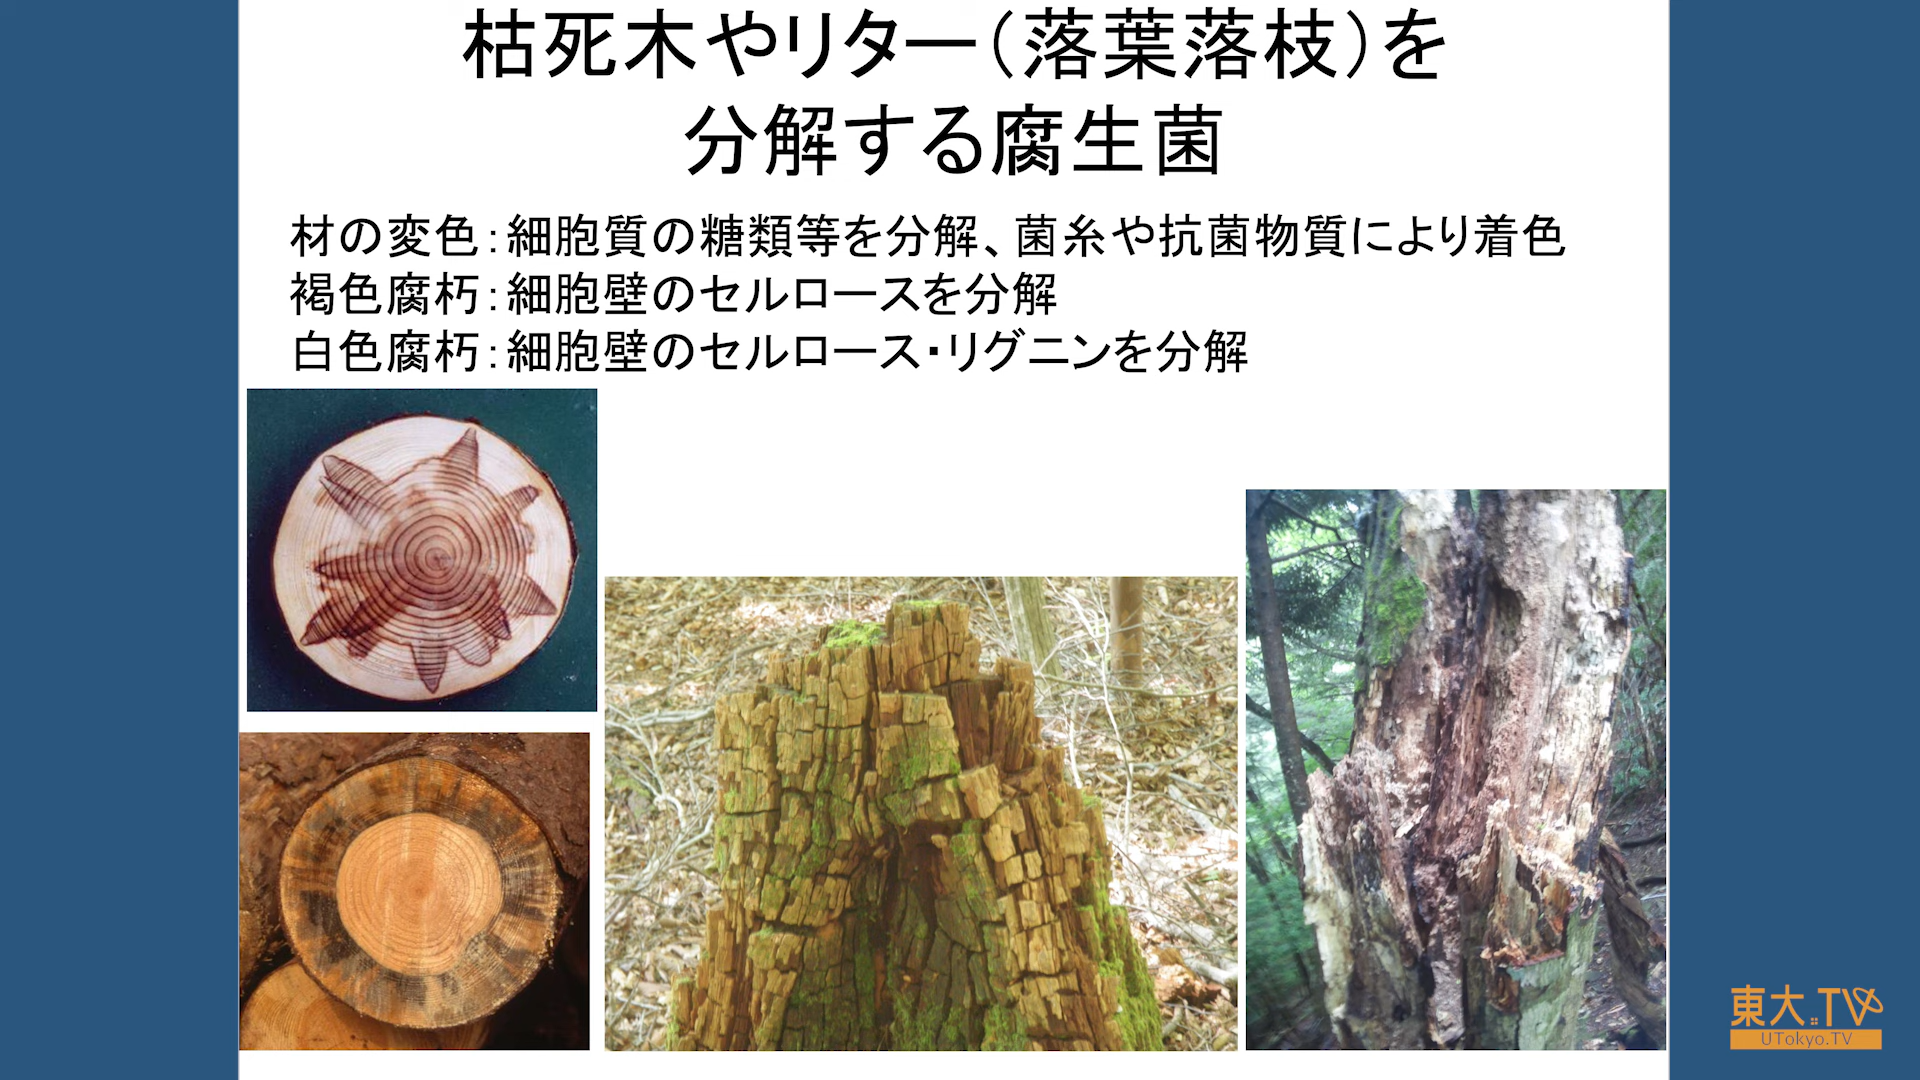 枯死木やリター（落葉落枝）を
分解する腐生菌
材の変色：細胞質の糖類等を分解、菌糸や抗菌物質により着色
褐色腐朽：細胞壁のセルロースを分解
白色腐朽：細胞壁のセルロース・リグニンを分解
東大TV
UTokyo.TV